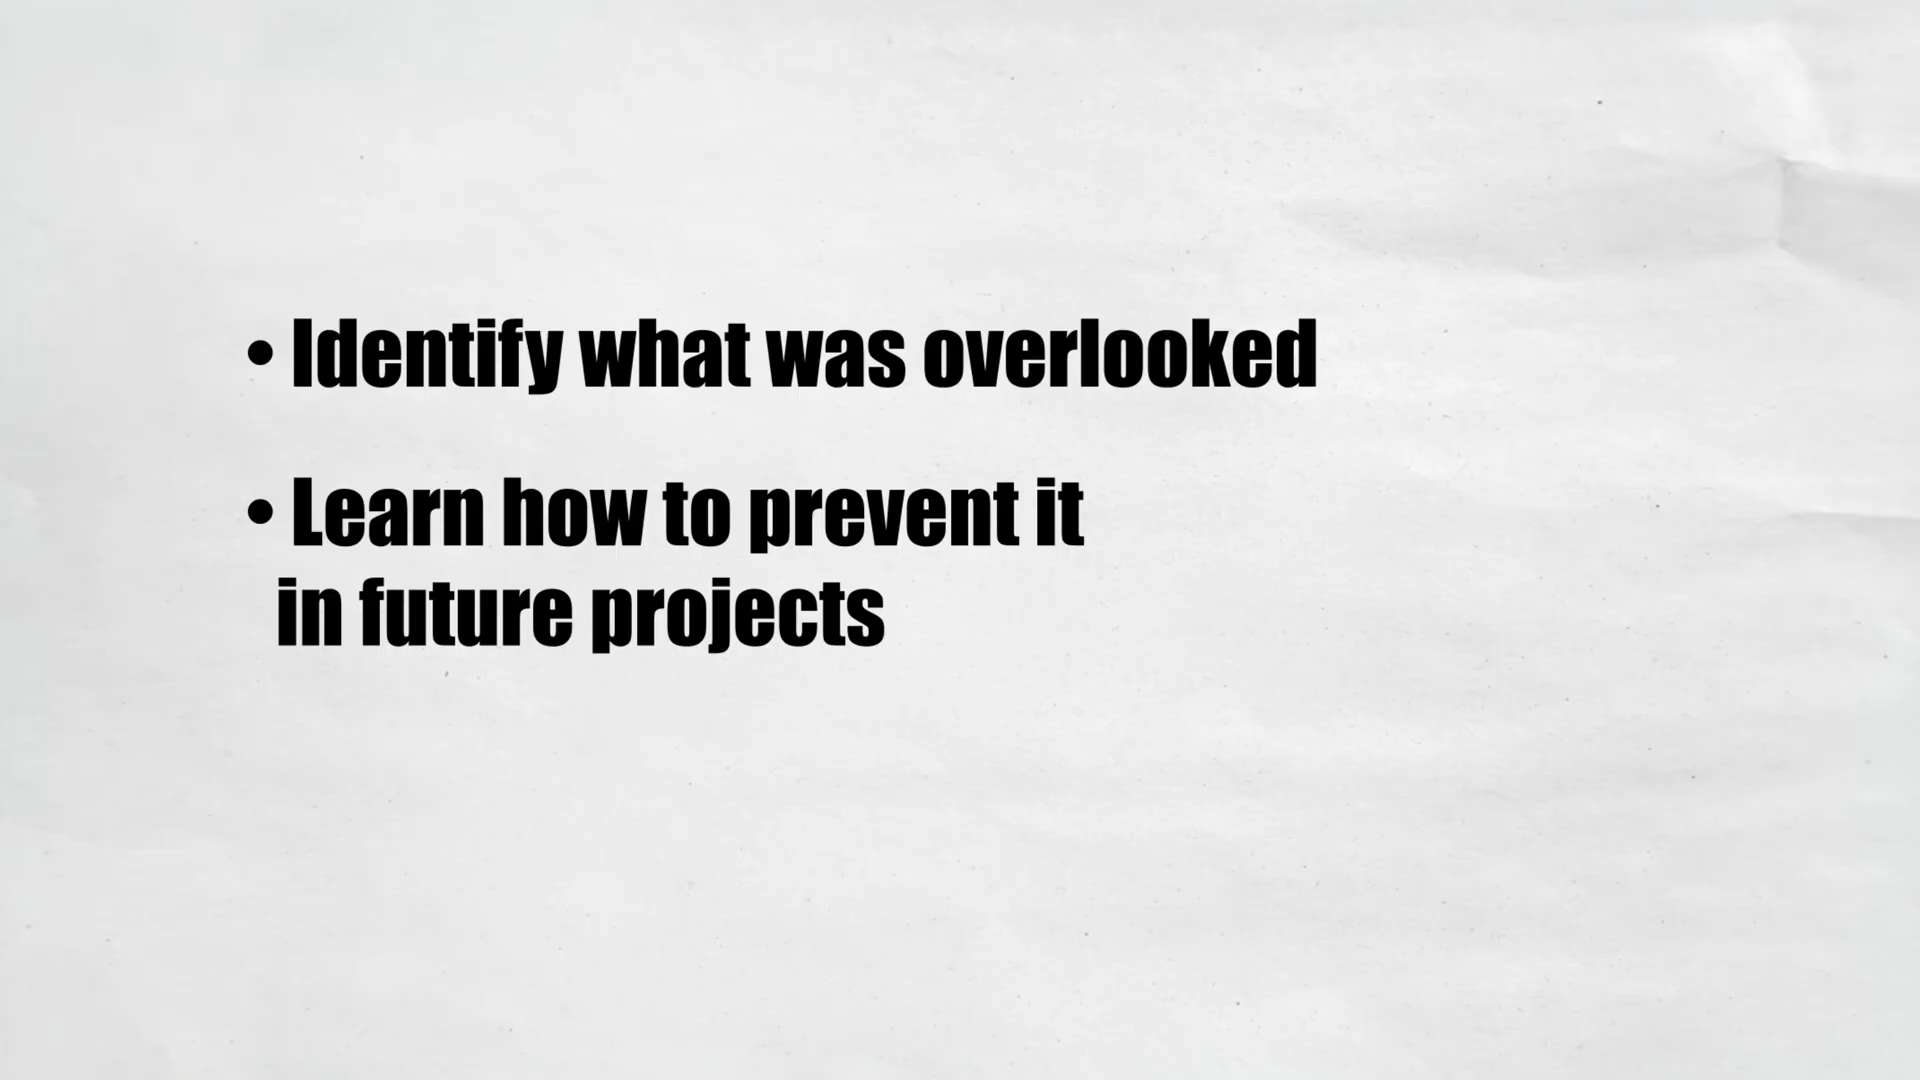 • Identify what was overlooked
• Learn how to prevent it
in future projects